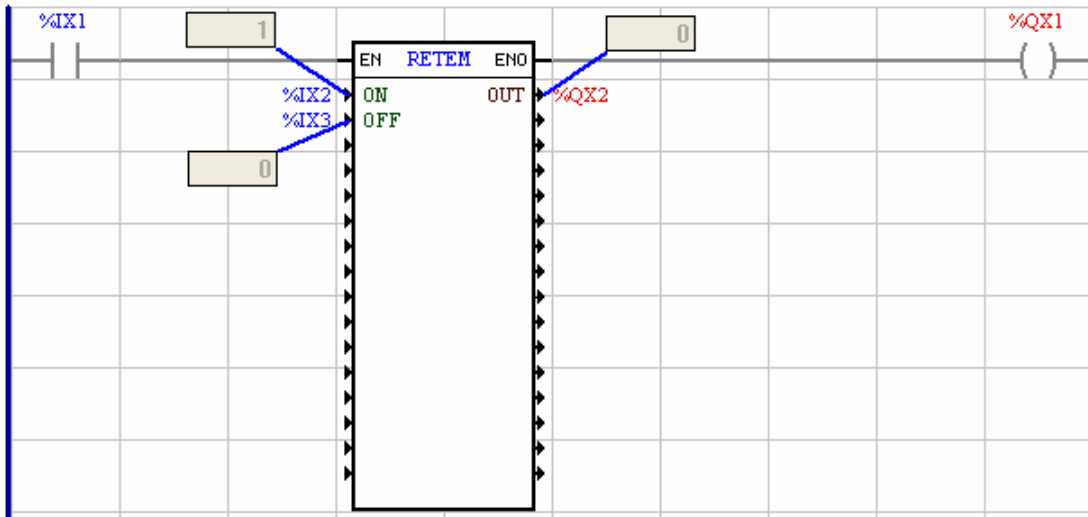 %IX1
1
0
%QX1
EN RETEM ENO
%IX2 ON OUT %QX2
%IX3 OFF
0